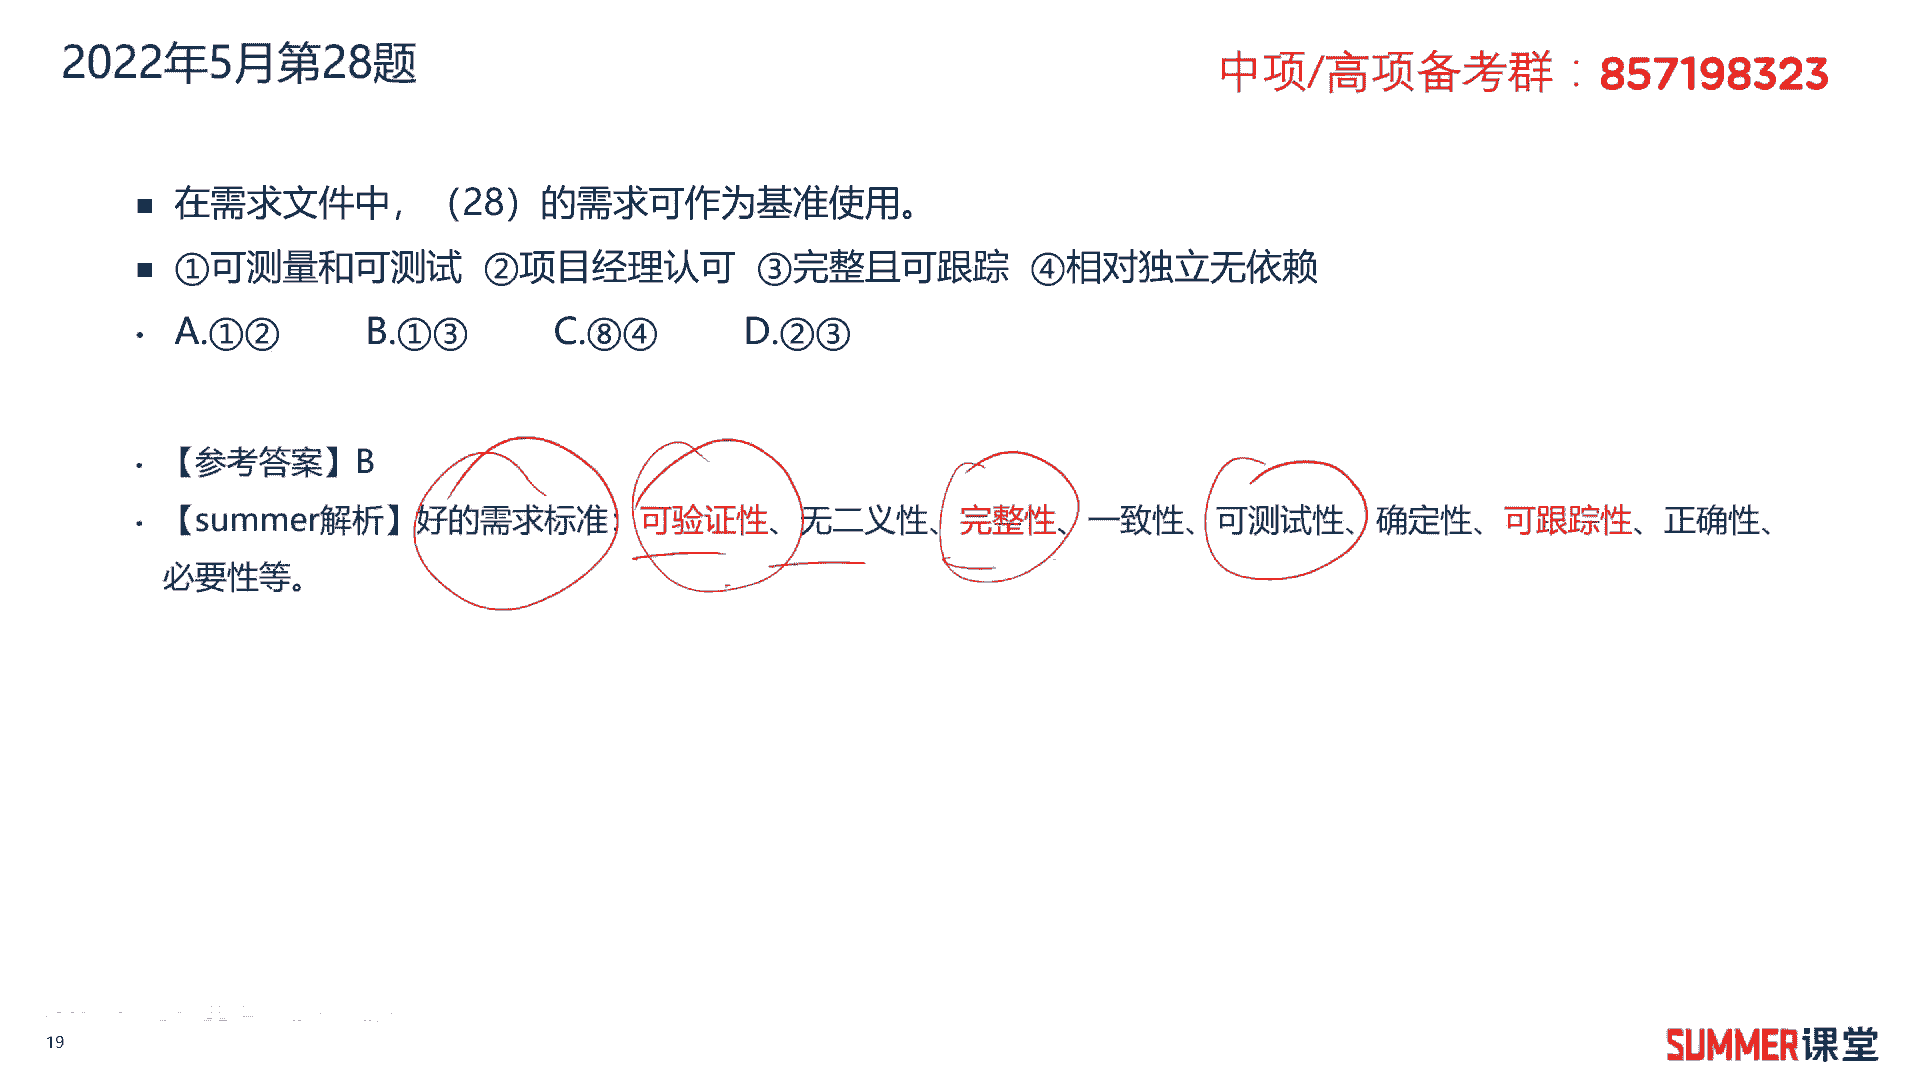 2022年5月第28题
中项/高项备考群：857198323
■ 在需求文件中，（28）的需求可作为基准使用。
■ ①可测量和可测试 ②项目经理认可 ③完整且可跟踪 ④相对独立无依赖
• A.①② B.①③ C.⑧④ D.②③
• 【参考答案】B
• 【summer解析】好的需求标准：可验证性、无二义性、完整性、一致性、可测试性、确定性、可跟踪性、正确性、
必要性等。
19
SUMMER课堂